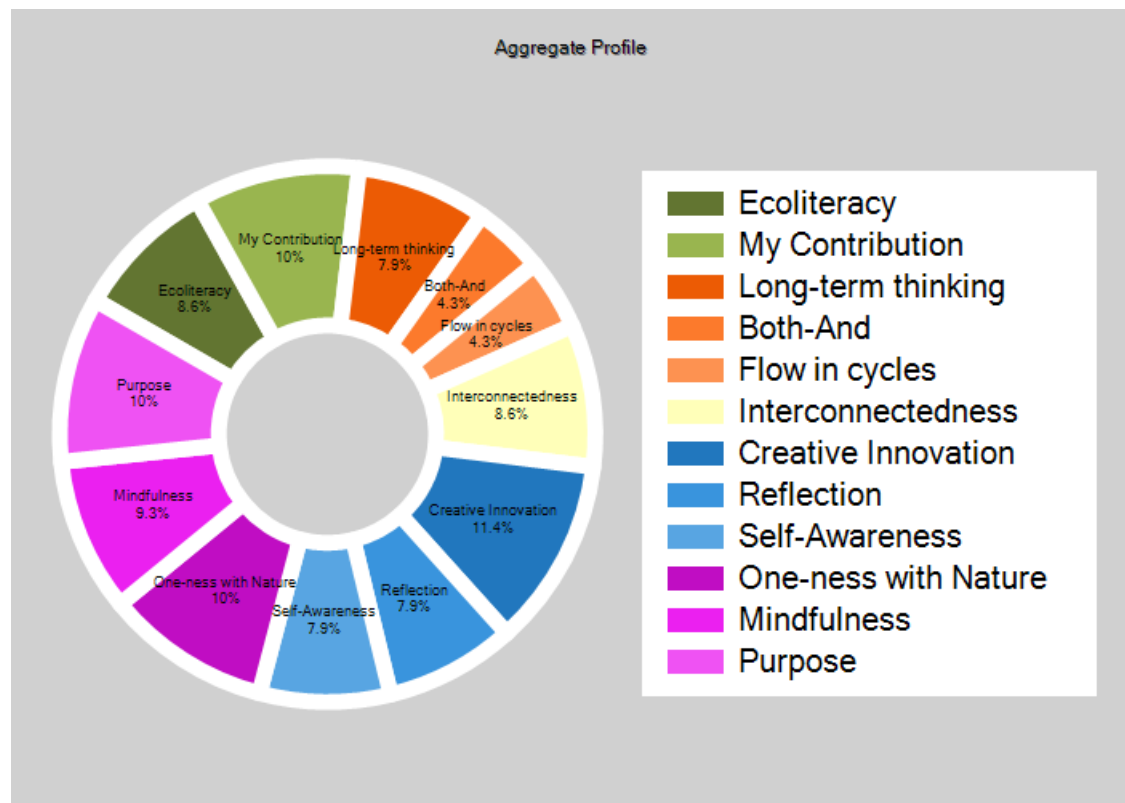 Aggregate Profile
My Contribution
10%
Long-term thinking
7.9%
Both-And
4.3%
Flow in cycles
4.3%
Interconnectedness
8.6%
Creative Innovation
11.4%
Reflection
7.9%
Self-Awareness
7.9%
One-ness with Nature
10%
Mindfulness
9.3%
Purpose
10%
Ecoliteracy
8.6%
Ecoliteracy
My Contribution
Long-term thinking
Both-And
Flow in cycles
Interconnectedness
Creative Innovation
Reflection
Self-Awareness
One-ness with Nature
Mindfulness
Purpose